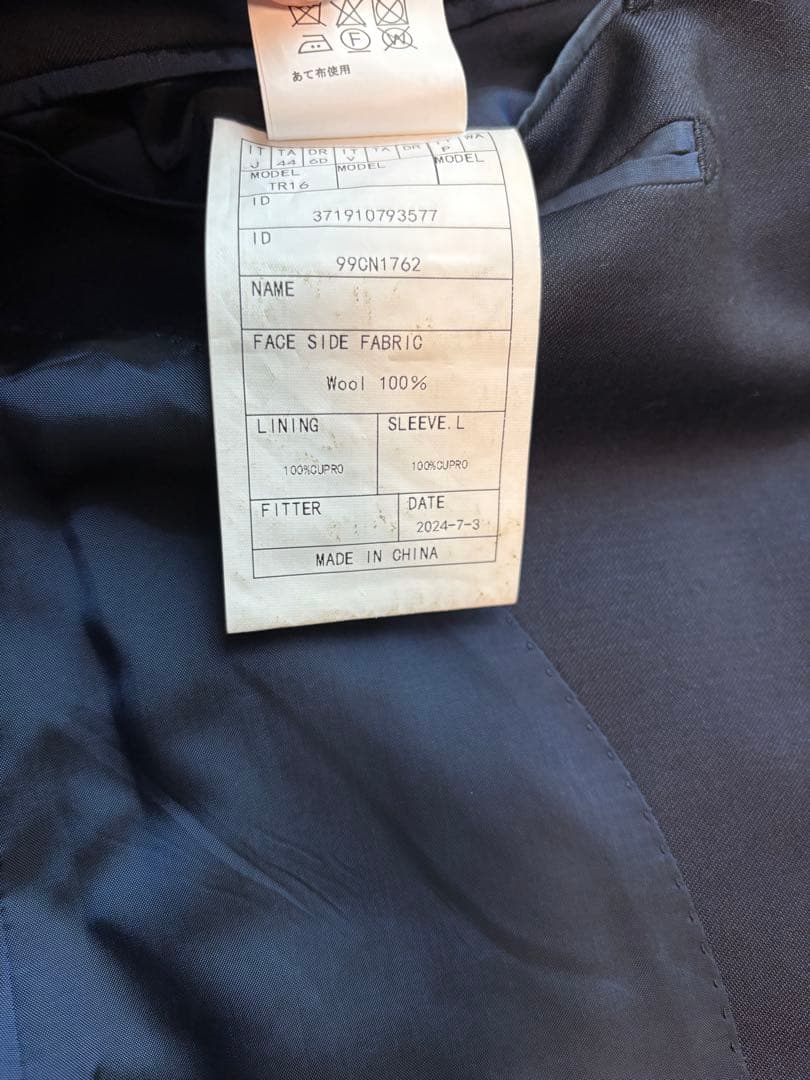 F
W
あて布使用
IT TA DR IT TA DR IT WA
J 44 6D V P
MODEL MODEL MODEL
TR16
ID
371910793577
ID
99CN1762
NAME
FACE SIDE FABRIC
Wool 100%
LINING SLEEVE.L
100%CUPRO 100%CUPRO
FITTER DATE
2024-7-3
MADE IN CHINA